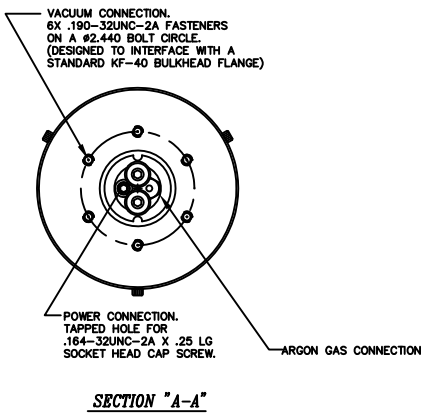 VACUUM CONNECTION.
6X .190-32UNC-2A FASTENERS
ON A ø2.440 BOLT CIRCLE.
(DESIGNED TO INTERFACE WITH A
STANDARD KF-40 BULKHEAD FLANGE)
POWER CONNECTION.
TAPPED HOLE FOR
.164-32UNC-2A X .25 LG
SOCKET HEAD CAP SCREW.
ARGON GAS CONNECTION
SECTION "A-A"